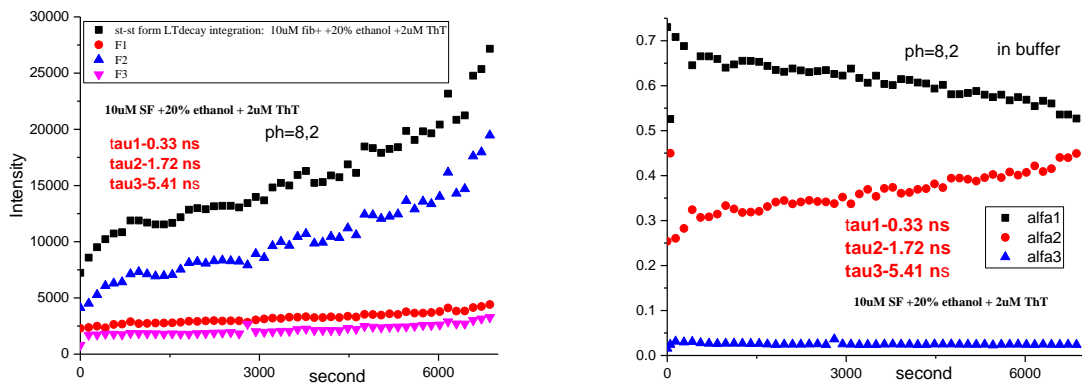 30000
25000
20000
15000
10000
5000
0
Intensity
st-st form LTdecay integration: 10uM fib+ +20% ethanol +2uM ThT
F1
F2
F3
10uM SF +20% ethanol + 2uM ThT
ph=8,2
tau1-0.33 ns
tau2-1.72 ns
tau3-5.41 ns
0 3000 6000
second
0.7
0.6
0.5
0.4
0.3
0.2
0.1
0.0
ph=8,2 in buffer
tau1-0.33 ns
tau2-1.72 ns
tau3-5.41 ns
alfa1
alfa2
alfa3
10uM SF +20% ethanol + 2uM ThT
0 3000 6000
second